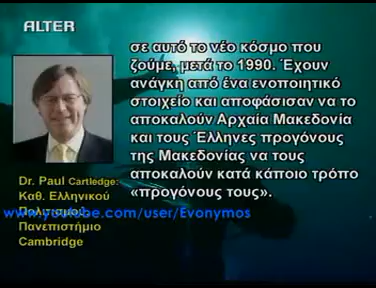 ALTER
σε αυτό το νέο κόσμο που
ζούμε, μετά το 1990. Έχουν
ανάγκη από ένα ενοποιητικό
στοιχείο και αποφάσισαν να το
αποκαλούν Αρχαία Μακεδονία
και τους Έλληνες προγόνους
της Μακεδονίας να τους
αποκαλούν κατά κάποιο τρόπο
«προγόνους τους».
Dr. Paul Cartledge:
Καθ. Ελληνικού
Πολιτισμού
Πανεπιστήμιο
Cambridge
www.youtube.com/user/Evonymos